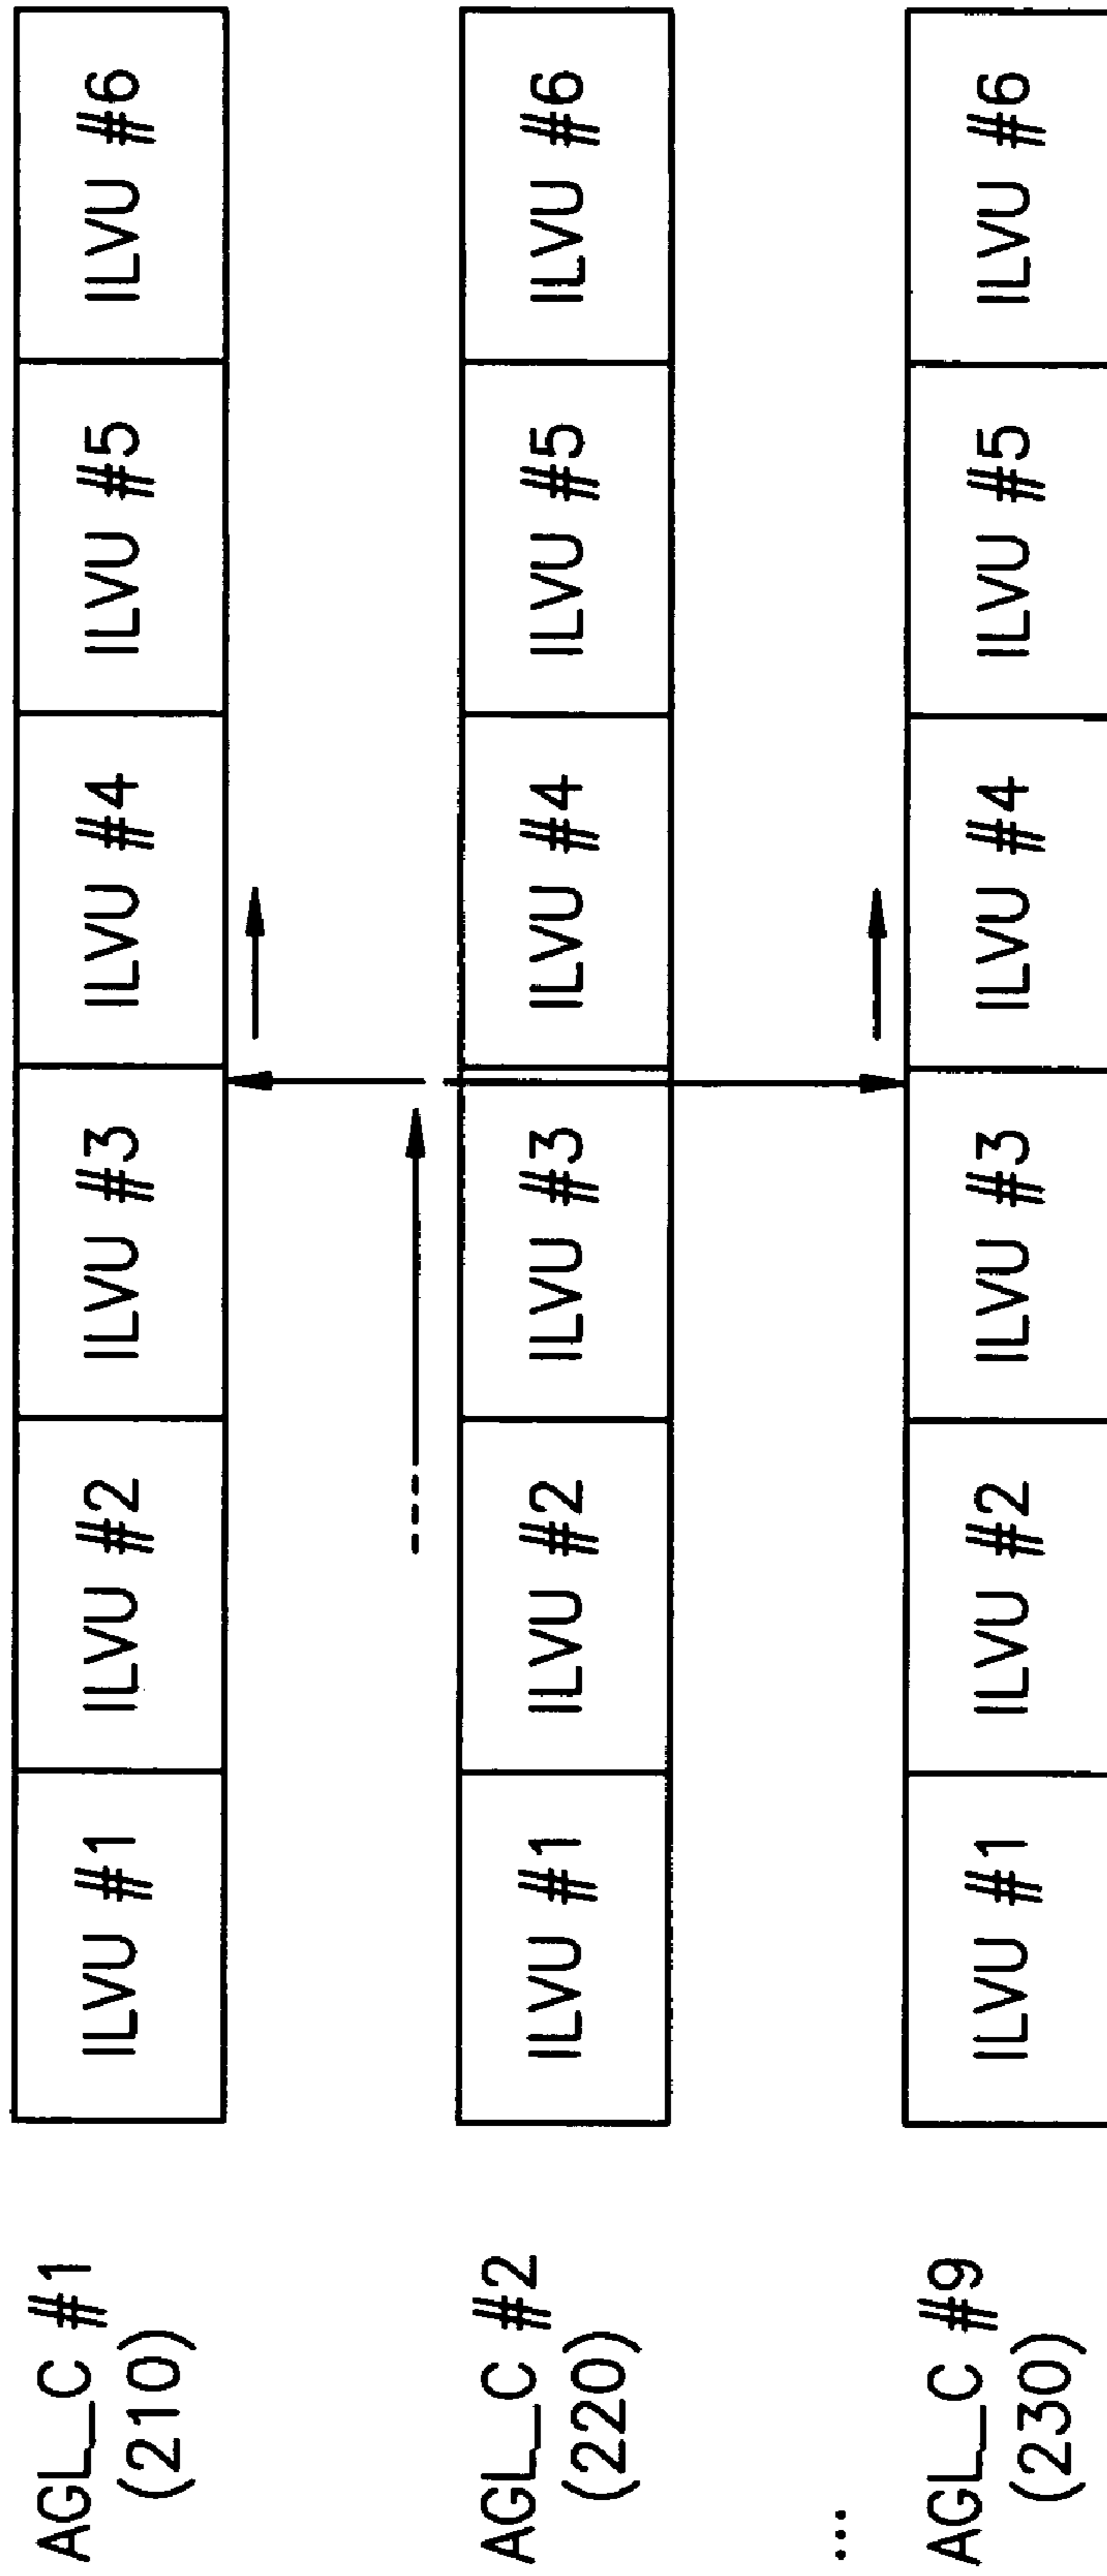 AGL_C #1
(210)
ILVU #1
ILVU #2
ILVU #3
ILVU #4
ILVU #5
ILVU #6
AGL_C #2
(220)
ILVU #1
ILVU #2
ILVU #3
ILVU #4
ILVU #5
ILVU #6
...
AGL_C #9
(230)
ILVU #1
ILVU #2
ILVU #3
ILVU #4
ILVU #5
ILVU #6